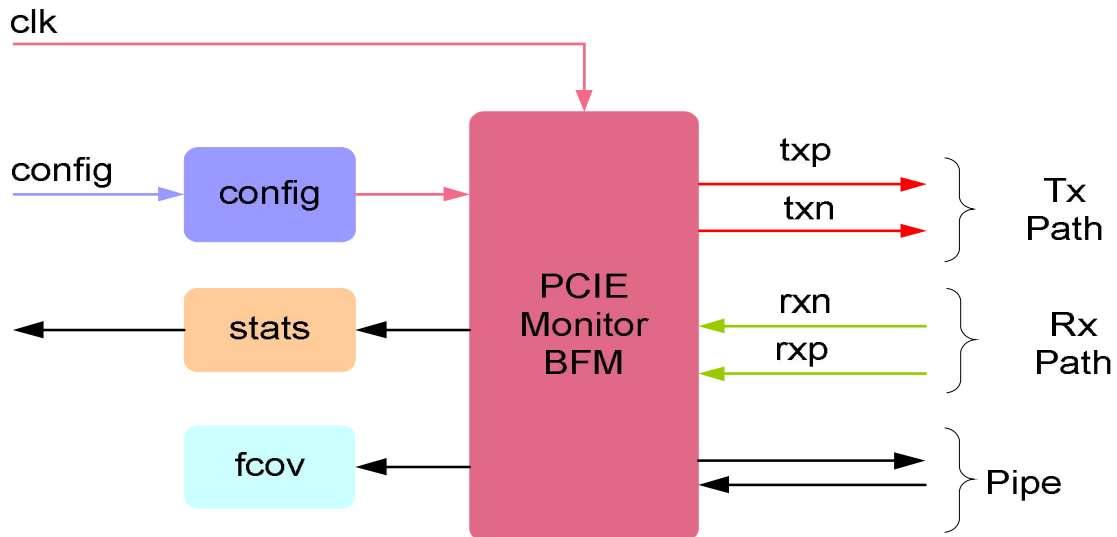 clk
config
config
stats
fcov
PCIE
Monitor
BFM
txp
txn
Tx
Path
rxn
rxp
Rx
Path
Pipe